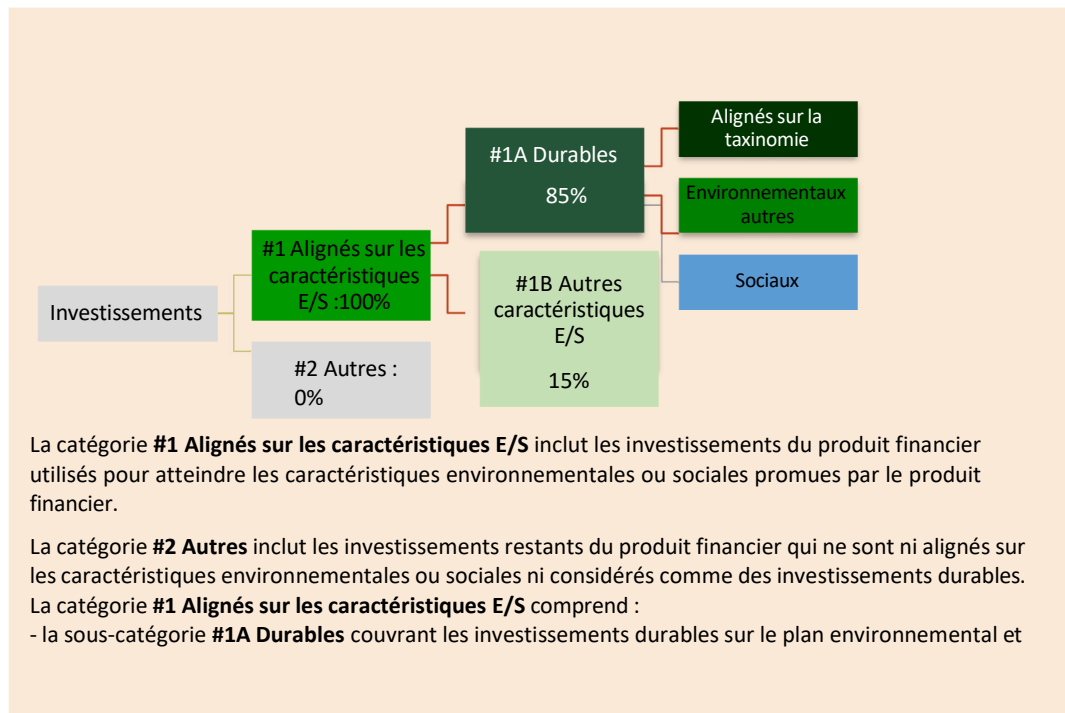 Investissements
#1 Alignés sur les
caractéristiques
E/S :100%
#2 Autres :
0%
#1A Durables
85%
#1B Autres
caractéristiques
E/S
15%
Alignés sur la
taxinomie
Environnementaux
autres
Sociaux
La catégorie #1 Alignés sur les caractéristiques E/S inclut les investissements du produit financier
utilisés pour atteindre les caractéristiques environnementales ou sociales promues par le produit
financier.
La catégorie #2 Autres inclut les investissements restants du produit financier qui ne sont ni alignés sur
les caractéristiques environnementales ou sociales ni considérés comme des investissements durables.
La catégorie #1 Alignés sur les caractéristiques E/S comprend :
- la sous-catégorie #1A Durables couvrant les investissements durables sur le plan environnemental et